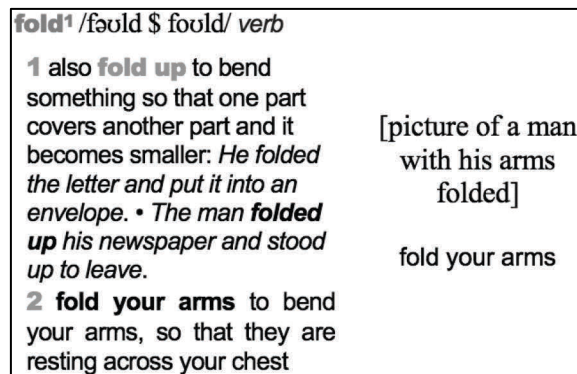 fold¹ /fəʊld $ foʊld/ verb
1 also fold up to bend
something so that one part
covers another part and it
becomes smaller: He folded
the letter and put it into an
envelope. • The man folded
up his newspaper and stood
up to leave.
2 fold your arms to bend
your arms, so that they are
resting across your chest
[picture of a man
with his arms
folded]
fold your arms